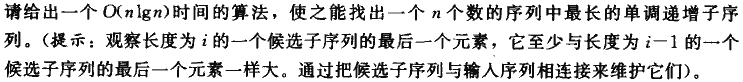 请给出一个 O(nlgn)时间的算法，使之能找出一个 n 个数的序列中最长的单调递增子序
列。（提示：观察长度为 i 的一个候选子序列的最后一个元素，它至少与长度为 i－1 的一个
候选子序列的最后一个元素一样大。通过把候选子序列与输入序列相连接来维护它们）。